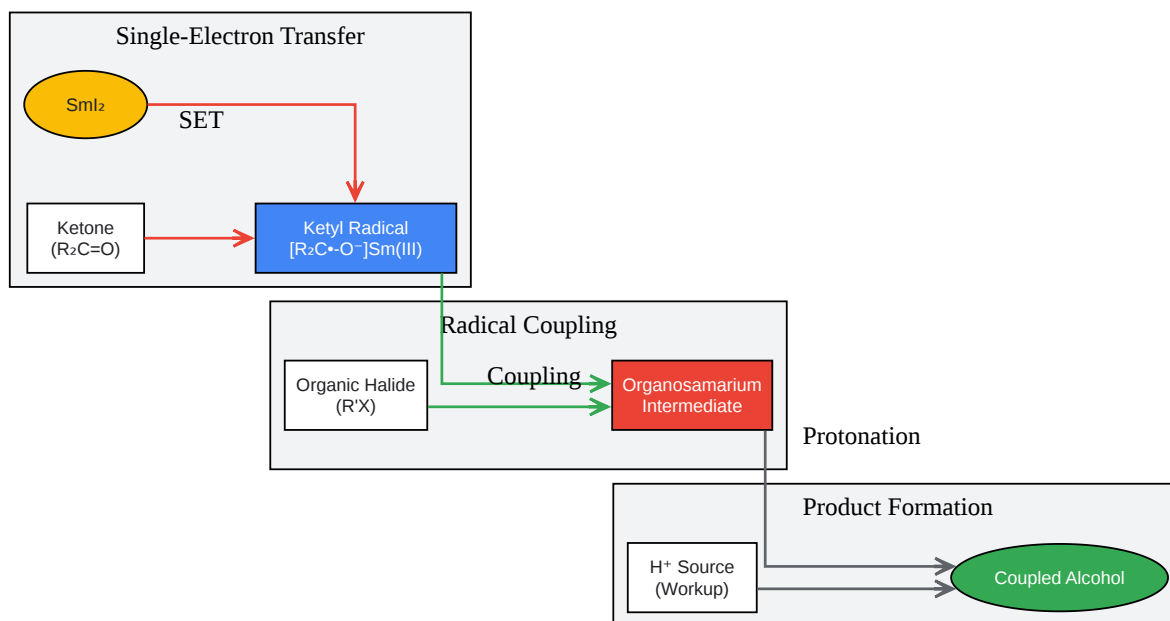 Single-Electron Transfer
SmI₂
SET
Ketone
(R₂C=O)
Ketyl Radical
[R₂C•-O⁻]Sm(III)
Radical Coupling
Organic Halide
(R'X)
Coupling
Organosamarium
Intermediate
Protonation
Product Formation
H⁺ Source
(Workup)
Coupled Alcohol